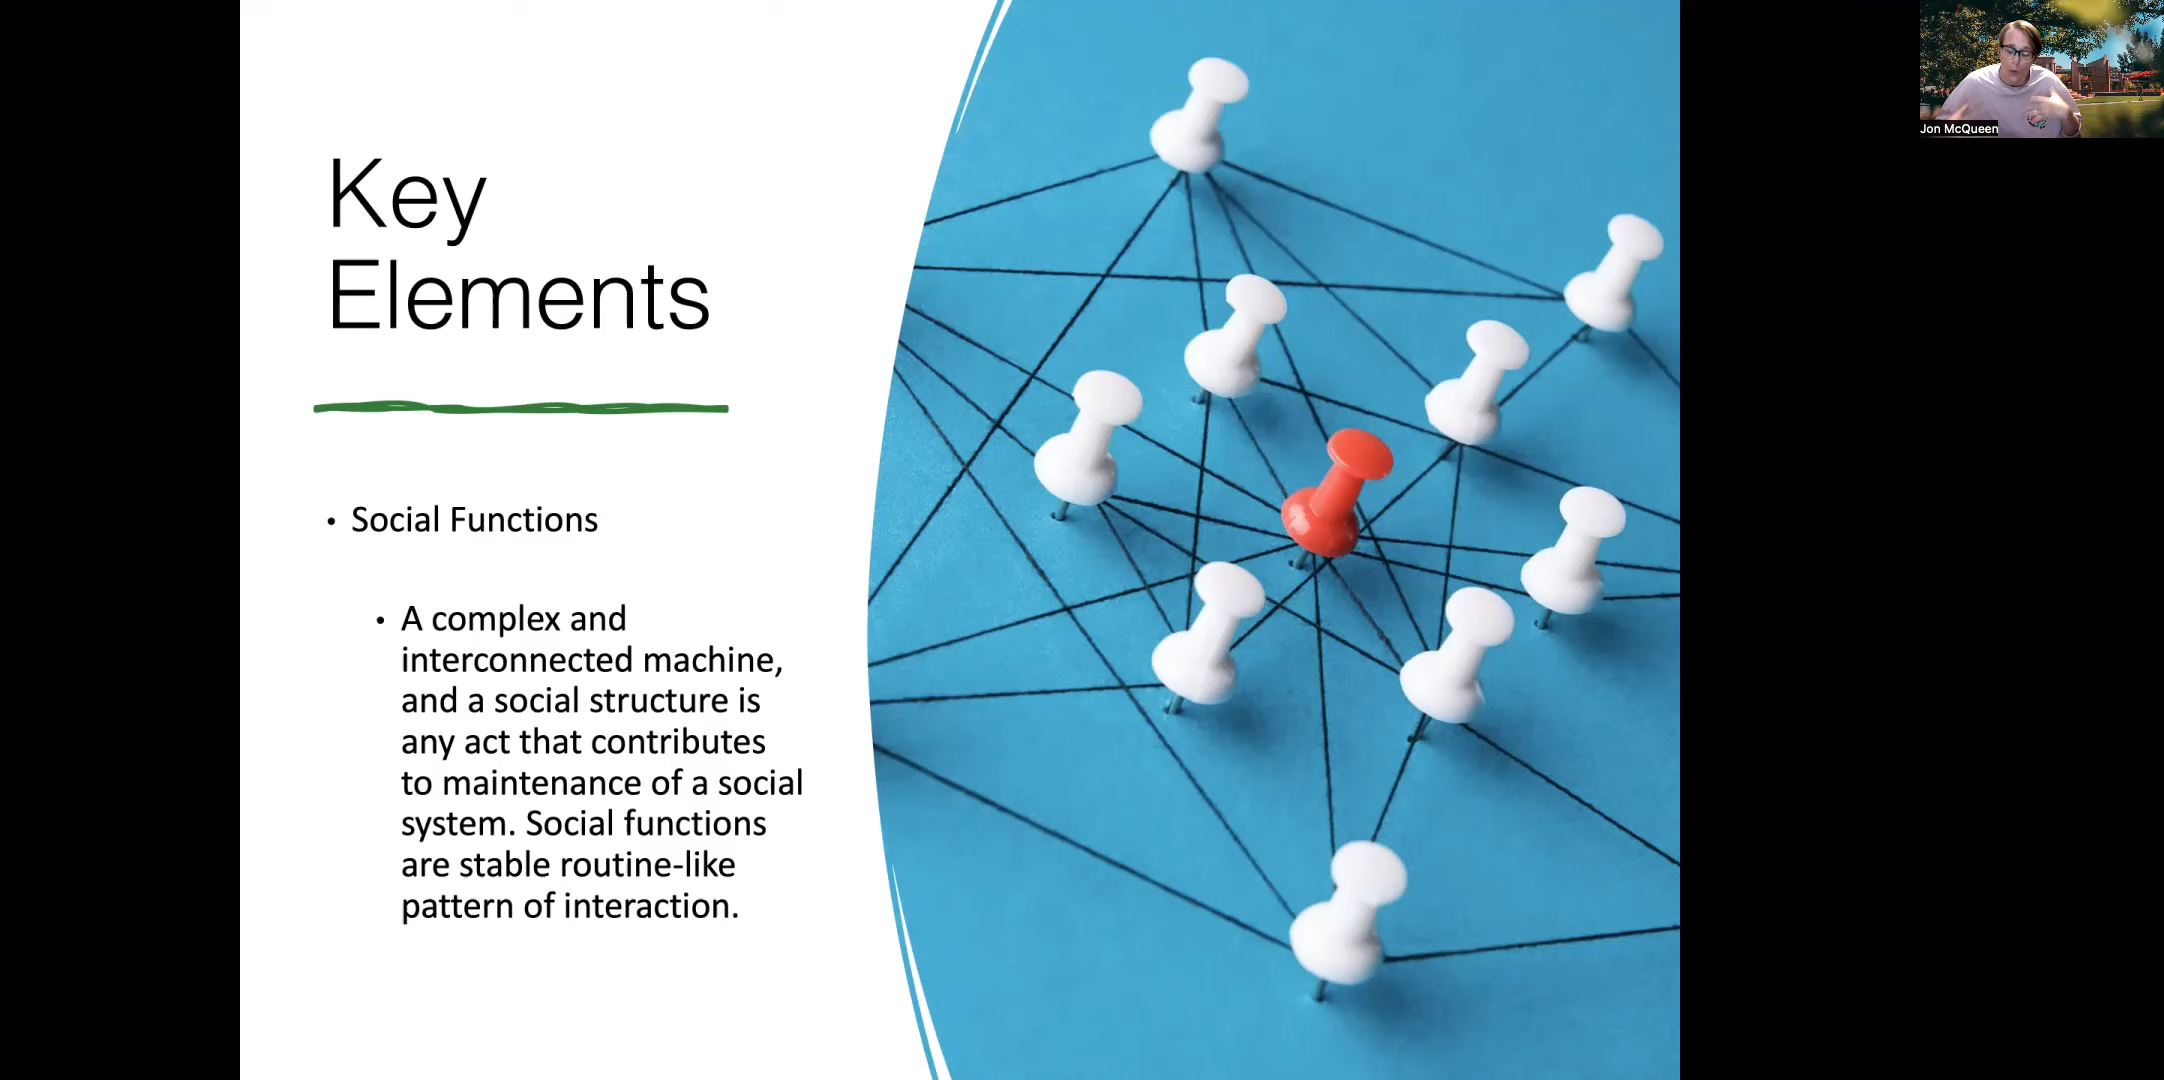 Key
Elements
• Social Functions
• A complex and
interconnected machine,
and a social structure is
any act that contributes
to maintenance of a social
system. Social functions
are stable routine-like
pattern of interaction.
Jon McQueen